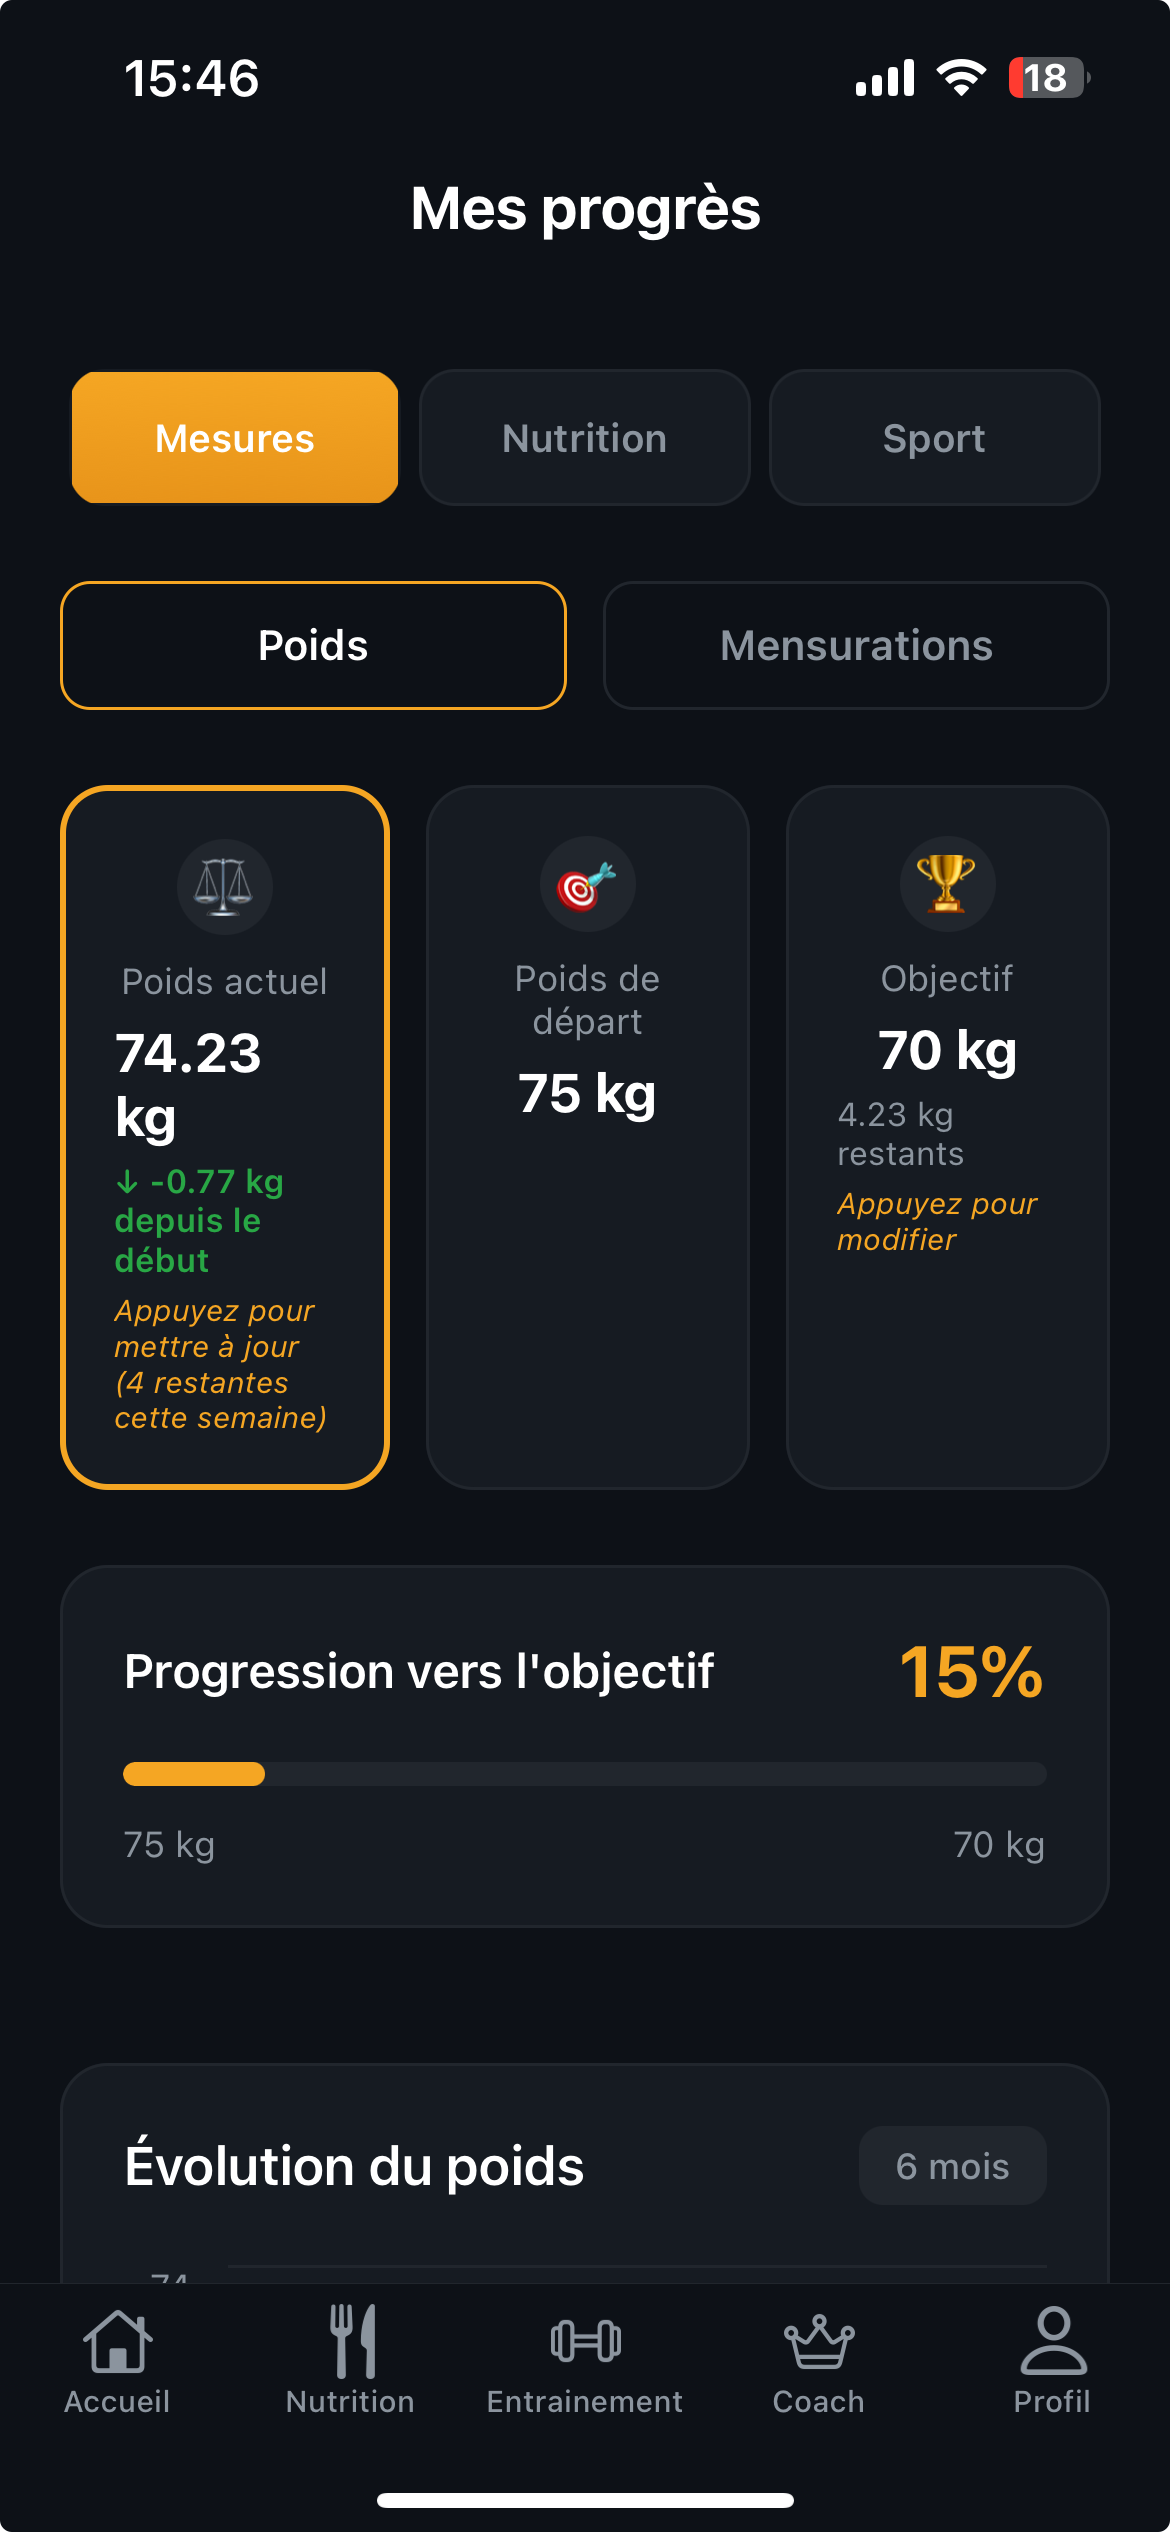 15:46
18
Mes progrès
Mesures
Nutrition
Sport
Poids
Mensurations
Poids actuel
74.23
kg
↓ -0.77 kg
depuis le
début
Appuyez pour
mettre à jour
(4 restantes
cette semaine)
Poids de
départ
75 kg
Objectif
70 kg
4.23 kg
restants
Appuyez pour
modifier
Progression vers l'objectif
15%
75 kg
70 kg
Évolution du poids
6 mois
74
Accueil
Nutrition
Entrainement
Coach
Profil